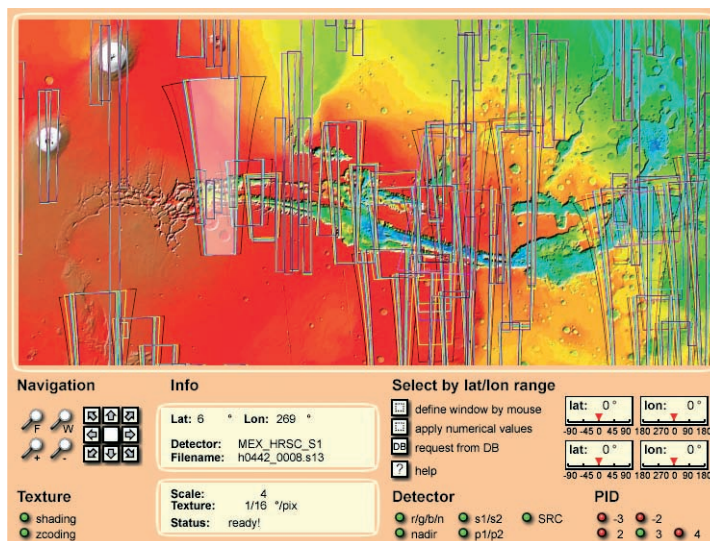 Navigation
F W
+ -
Texture
shading
zcoding
Info
Lat: 6 ° Lon: 269 °
Detector: MEX_HRSC_S1
Filename: h0442_0008.s13
Scale: 4
Texture: 1/16 °/pix
Status: ready!
Select by lat/lon range
define window by mouse
apply numerical values
DB request from DB
? help
lat: 0° lon: 0°
-90 -45 0 45 90 180 270 0 90 180
lat: 0° lon: 0°
-90 -45 0 45 90 180 270 0 90 180
Detector
r/g/b/n s1/s2 SRC
nadir p1/p2
PID
-3 -2
2 3 4